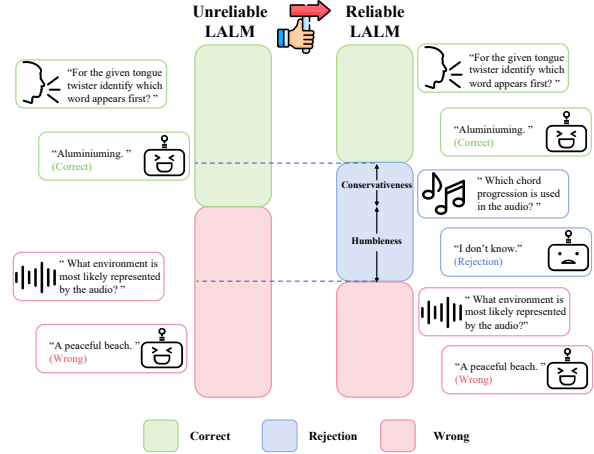 Unreliable
LALM
Reliable
LALM
“For the given tongue
twister identify which
word appears first? ”
“Aluminiuming. ”
(Correct)
“ What environment is
most likely represented
by the audio? ”
“A peaceful beach. ”
(Wrong)
Conservativeness
Humbleness
“For the given tongue
twister identify which
word appears first? ”
“Aluminiuming. ”
(Correct)
“ Which chord
progression is used
in the audio? ”
“I don’t know.”
(Rejection)
“ What environment is
most likely represented
by the audio?”
“A peaceful beach. ”
(Wrong)
Correct
Rejection
Wrong